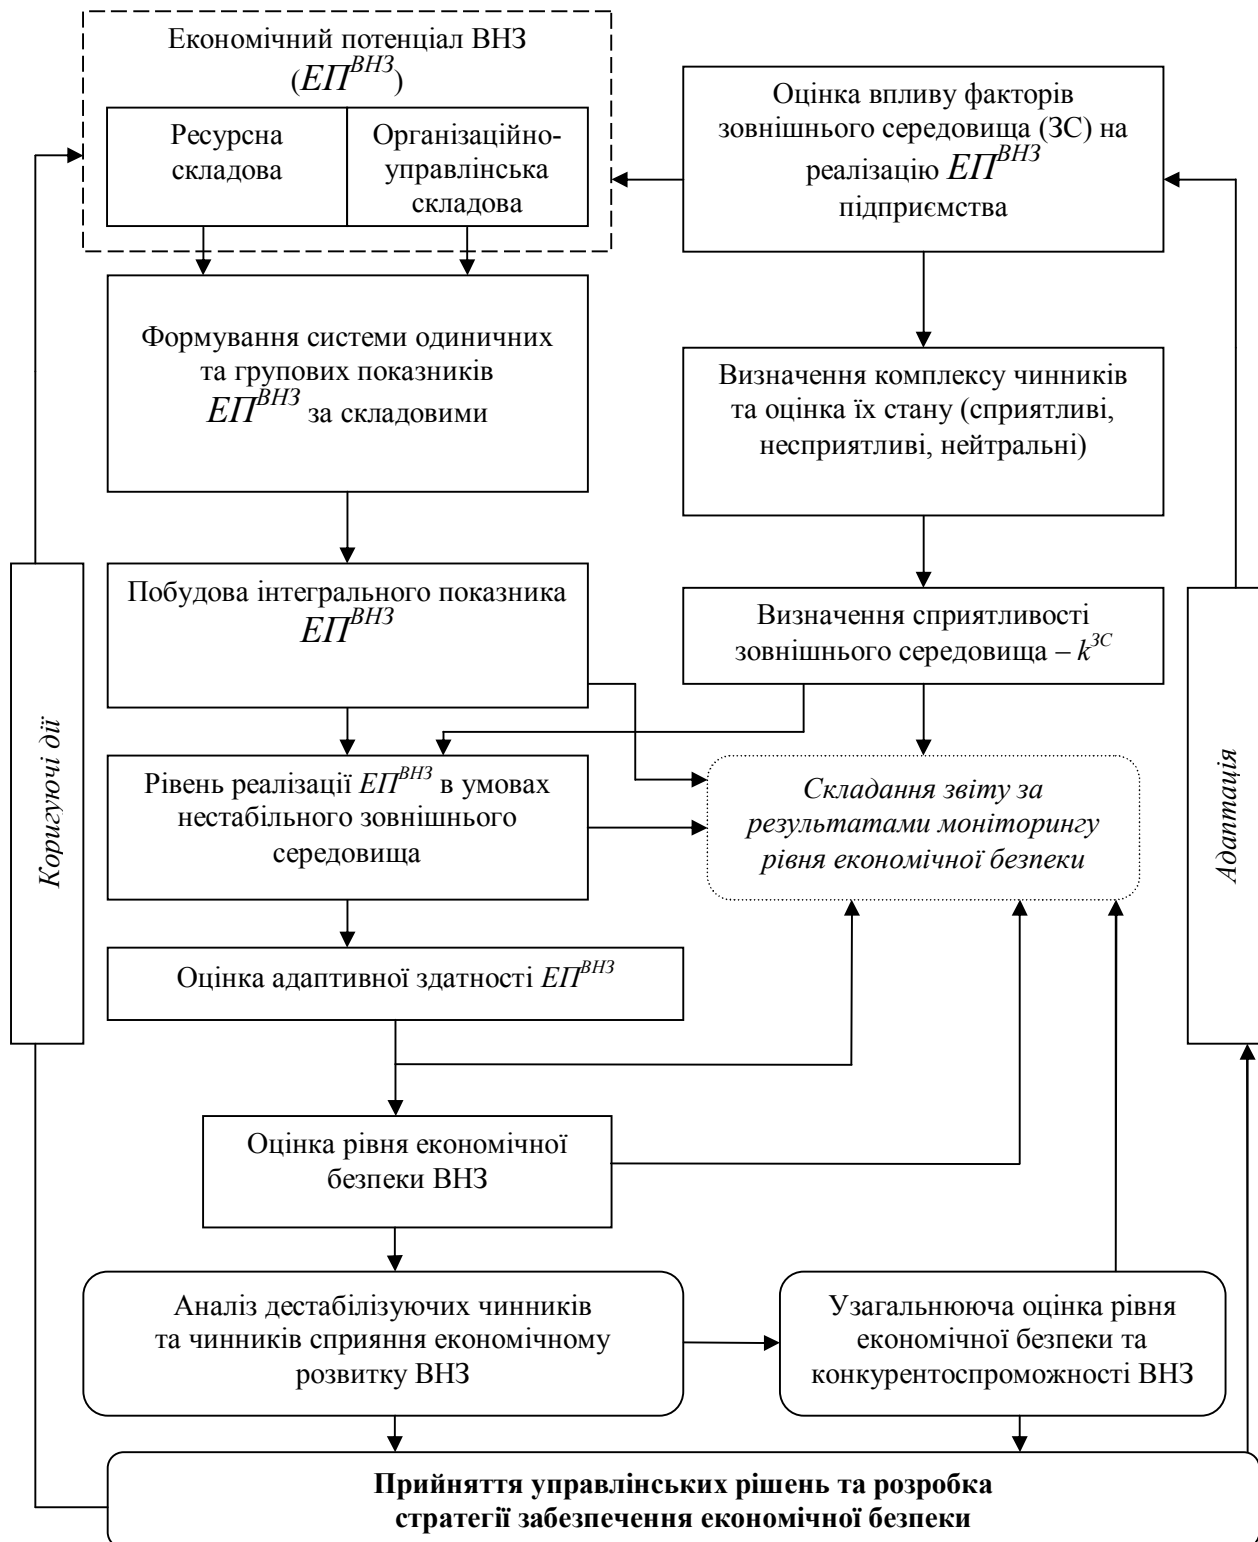 Економічний потенціал ВНЗ
(ЕП^ВНЗ)
Ресурсна
складова
Організаційно-
управлінська
складова
Оцінка впливу факторів
зовнішнього середовища (ЗС) на
реалізацію ЕП^ВНЗ
підприємства
Формування системи одиничних
та групових показників
ЕП^ВНЗ за складовими
Визначення комплексу чинників
та оцінка їх стану (сприятливі,
несприятливі, нейтральні)
Побудова інтегрального показника
ЕП^ВНЗ
Визначення сприятливості
зовнішнього середовища – k^ЗС
Коригуючі дії
Адаптація
Рівень реалізації ЕП^ВНЗ в умовах
нестабільного зовнішнього
середовища
Складання звіту за
результатами моніторингу
рівня економічної безпеки
Оцінка адаптивної здатності ЕП^ВНЗ
Оцінка рівня економічної
безпеки ВНЗ
Аналіз дестабілізуючих чинників
та чинників сприяння економічному
розвитку ВНЗ
Узагальнююча оцінка рівня
економічної безпеки та
конкурентоспроможності ВНЗ
Прийняття управлінських рішень та розробка
стратегії забезпечення економічної безпеки